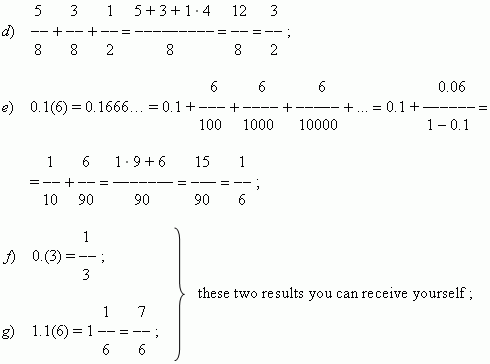 d) 5/8 + 3/8 + 1/2 = (5 + 3 + 1 · 4)/8 = 12/8 = 3/2 ;
e) 0.1(6) = 0.1666... = 0.1 + 6/100 + 6/1000 + 6/10000 + ... = 0.1 + 0.06/(1 – 0.1) =
= 1/10 + 6/90 = (1 · 9 + 6)/90 = 15/90 = 1/6 ;
f) 0.(3) = 1/3 ;
these two results you can receive yourself ;
g) 1.1(6) = 1 1/6 = 7/6 ;